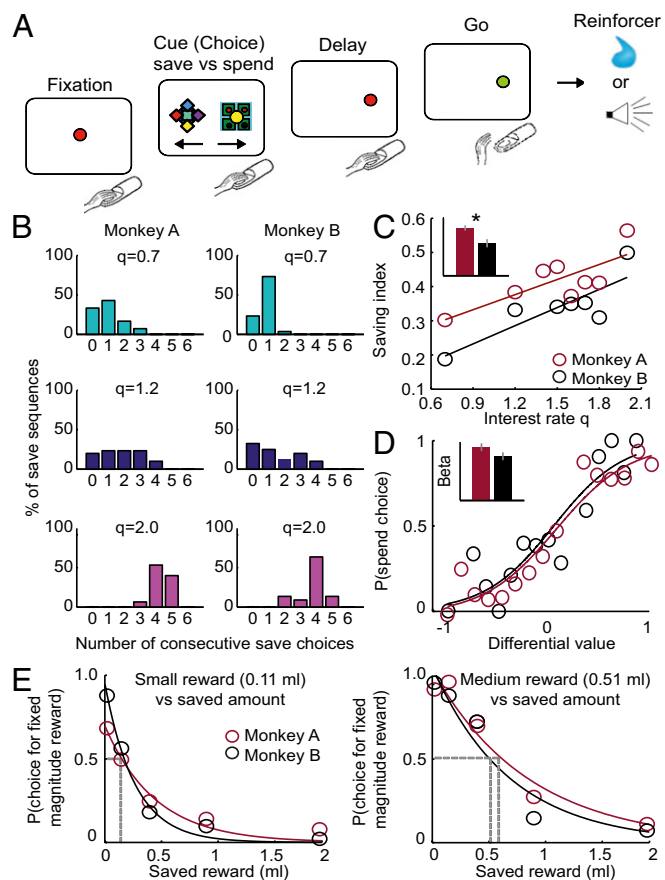 A
Fixation
Cue (Choice)
save vs spend
Delay
Go
Reinforcer
or
B
Monkey A
Monkey B
% of save sequences
q=0.7
q=0.7
100
50
0
0 1 2 3 4 5 6
100
50
0
0 1 2 3 4 5 6
q=1.2
q=1.2
100
50
0
0 1 2 3 4 5 6
100
50
0
0 1 2 3 4 5 6
q=2.0
q=2.0
100
50
0
0 1 2 3 4 5 6
100
50
0
0 1 2 3 4 5 6
Number of consecutive save choices
C
*
Saving index
0.6
0.5
0.4
0.3
0.2
0.1
Monkey A
Monkey B
0.6 0.9 1.2 1.5 1.8 2.1
Interest rate q
D
Beta
P(spend choice)
1.0
0.5
0
-1 0 1
Differential value
E
Small reward (0.11 ml)
vs saved amount
Monkey A
Monkey B
P(choice for fixed
magnitude reward)
1.0
0.5
0
0 0.5 1 1.5 2
Saved reward (ml)
Medium reward (0.51 ml)
vs saved amount
P(choice for fixed
magnitude reward)
1.0
0.5
0
0 0.5 1 1.5 2
Saved reward (ml)